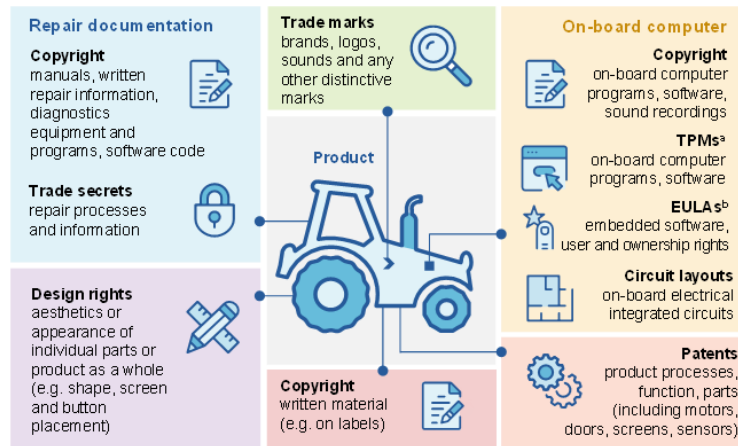 Repair documentation
Copyright
manuals, written
repair information,
diagnostics
equipment and
programs, software code
Trade secrets
repair processes
and information
Trade marks
brands, logos,
sounds and any
other distinctive
marks
On-board computer
Copyright
on-board computer
programs, software,
sound recordings
TPMsᵃ
on-board computer
programs, software
EULAsᵇ
embedded software,
user and ownership rights
Circuit layouts
on-board electrical
integrated circuits
Product
Design rights
aesthetics or
appearance of
individual parts or
product as a whole
(e.g. shape, screen
and button
placement)
Copyright
written material
(e.g. on labels)
Patents
product processes,
function, parts
(including motors,
doors, screens, sensors)